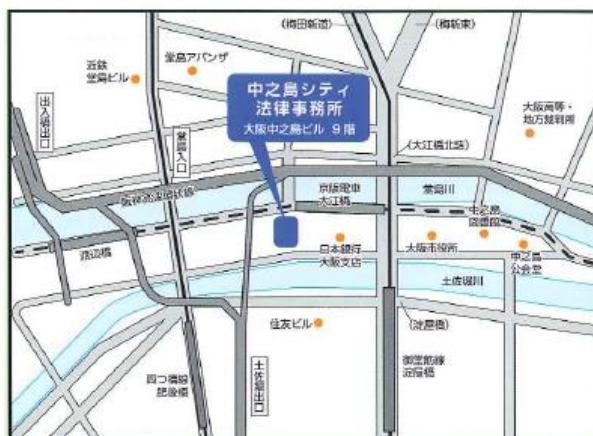 (梅田新道)
(梅新東)
近鉄
堂島ビル
堂島アバンザ
中之島シティ
法律事務所
大阪中之島ビル 9階
大阪高等・
地方裁判所
出入橋出口
堂島入口
(大江橋北詰)
阪神高速環状線
京阪電車
大江橋
堂島川
中之島
図書館
渡辺橋
日本銀行
大阪支店
大阪市役所
中之島
公会堂
土佐堀川
住友ビル
(淀屋橋)
四つ橋線
肥後橋
土佐堀出口
御堂筋線
淀屋橋